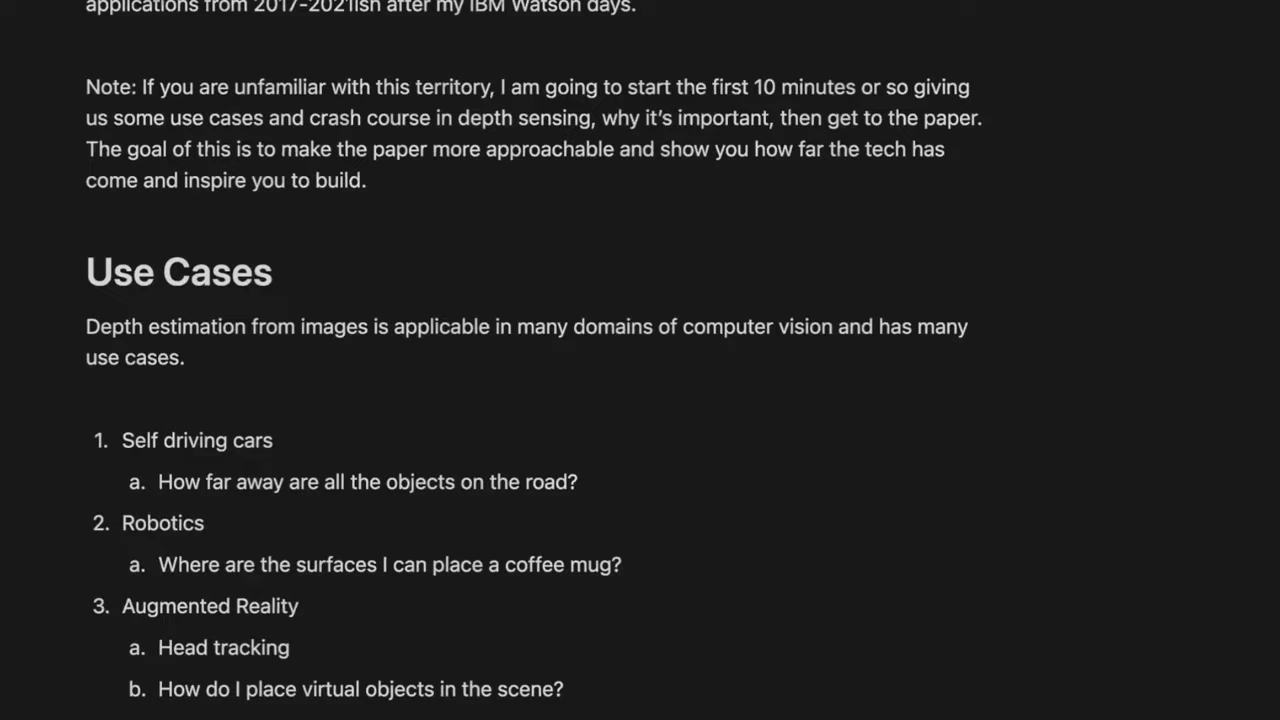 applications from 2017-2021ish after my IBM Watson days.
Note: If you are unfamiliar with this territory, I am going to start the first 10 minutes or so giving
us some use cases and crash course in depth sensing, why it’s important, then get to the paper.
The goal of this is to make the paper more approachable and show you how far the tech has
come and inspire you to build.
Use Cases
Depth estimation from images is applicable in many domains of computer vision and has many
use cases.
1. Self driving cars
a. How far away are all the objects on the road?
2. Robotics
a. Where are the surfaces I can place a coffee mug?
3. Augmented Reality
a. Head tracking
b. How do I place virtual objects in the scene?